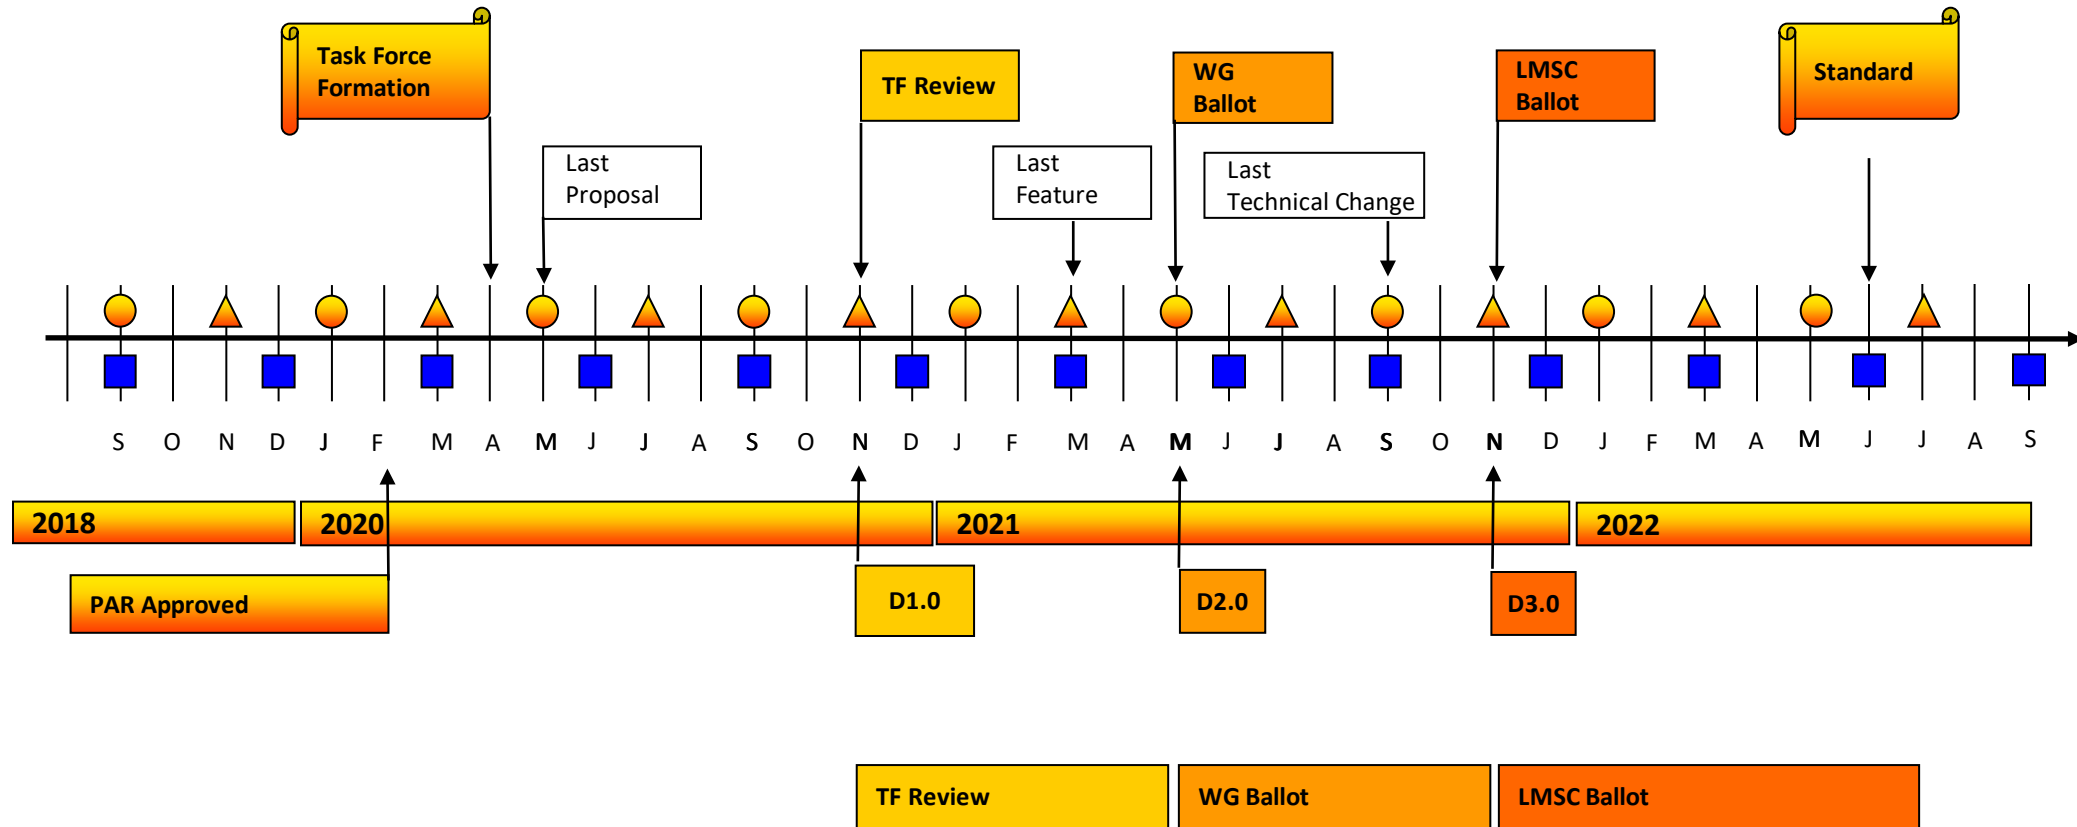 Task Force
Formation
TF Review
WG
Ballot
LMSC
Ballot
Standard
Last
Proposal
Last
Feature
Last
Technical Change
S O N D J F M A M J J A S O N D J F M A M J J A S O N D J F M A M J J A S
2018 2020 2021 2022
PAR Approved D1.0 D2.0 D3.0
TF Review WG Ballot LMSC Ballot